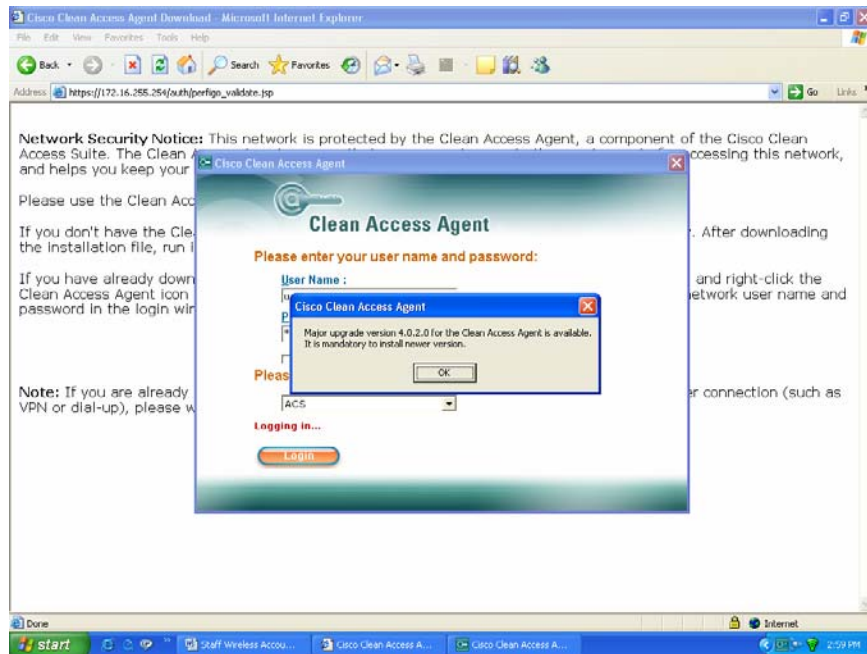 Cisco Clean Access Agent Download - Microsoft Internet Explorer
File Edit View Favorites Tools Help
Back Search Favorites
Address https://172.16.255.254/auth/perfigo_validate.jsp Go Links
Network Security Notice: This network is protected by the Clean Access Agent, a component of the Cisco Clean
Access Suite. The Clean accessing this network,
and helps you keep your
Please use the Clean
If you don't have the . After downloading
the installation file, run
If you have already and right-click the
Clean Access Agent icon network user name and
password in the login
Note: If you are already connection (such as
VPN or dial-up), please
Cisco Clean Access Agent
Clean Access Agent
Please enter your user name and password:
User Name :
Cisco Clean Access Agent
Major upgrade version 4.0.2.0 for the Clean Access Agent is available.
It is mandatory to install newer version.
OK
ACS
Logging in...
Login
Done Internet
start Staff Wireless Accou... Cisco Clean Access A... Cisco Clean Access A... 2:59 PM